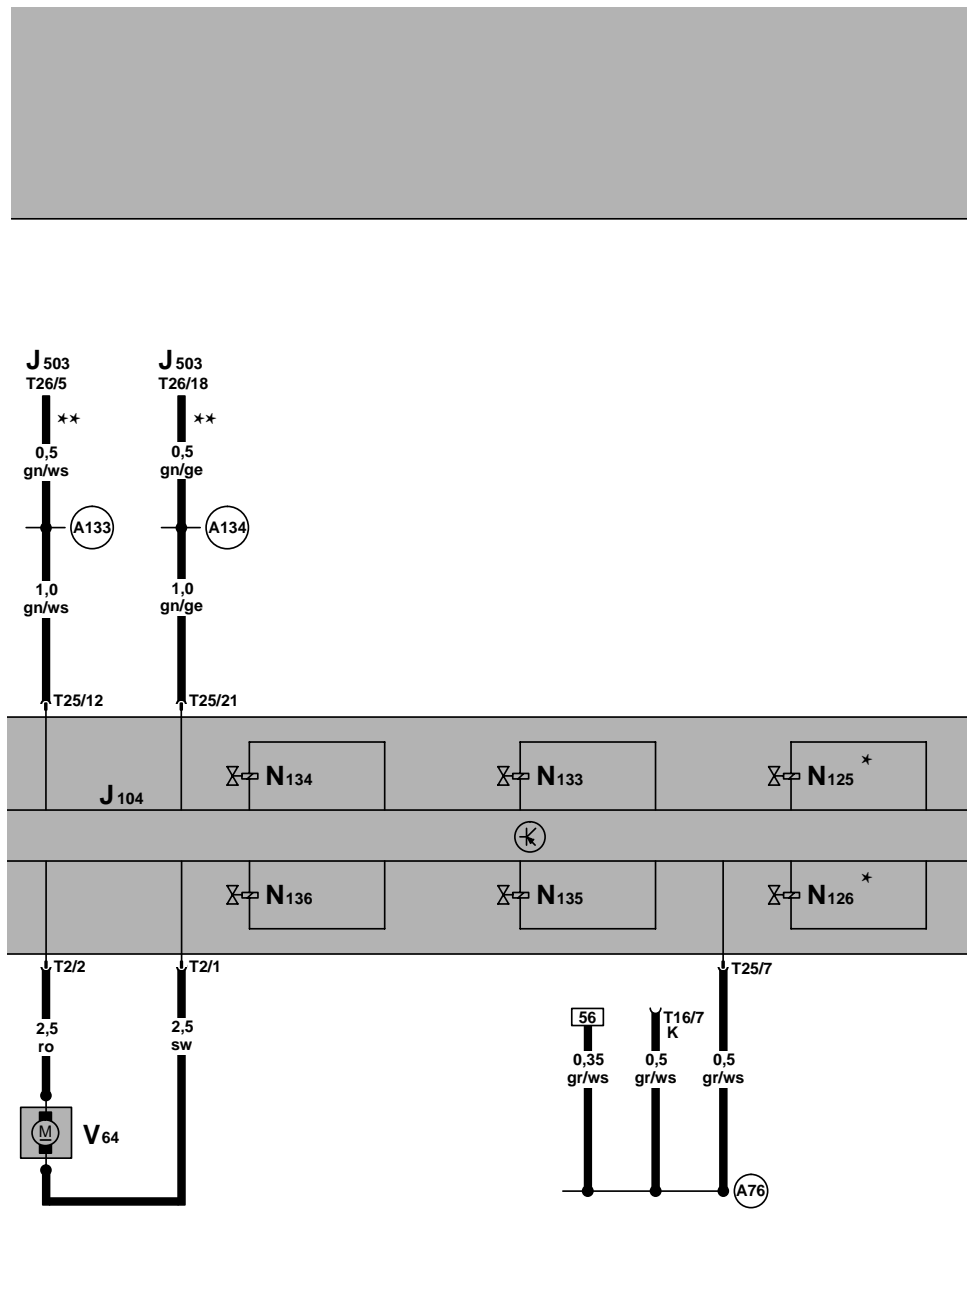 J 503 J 503
T26/5 T26/18
** **
0,5 0,5
gn/ws gn/ge
A133 A134
1,0 1,0
gn/ws gn/ge
T25/12 T25/21
N134 N133 N125 *
J 104
N136 N135 N126 *
T2/2 T2/1 T25/7
56 T16/7
K
2,5 2,5
ro sw
0,35 0,5 0,5
gr/ws gr/ws gr/ws
M V64
A76